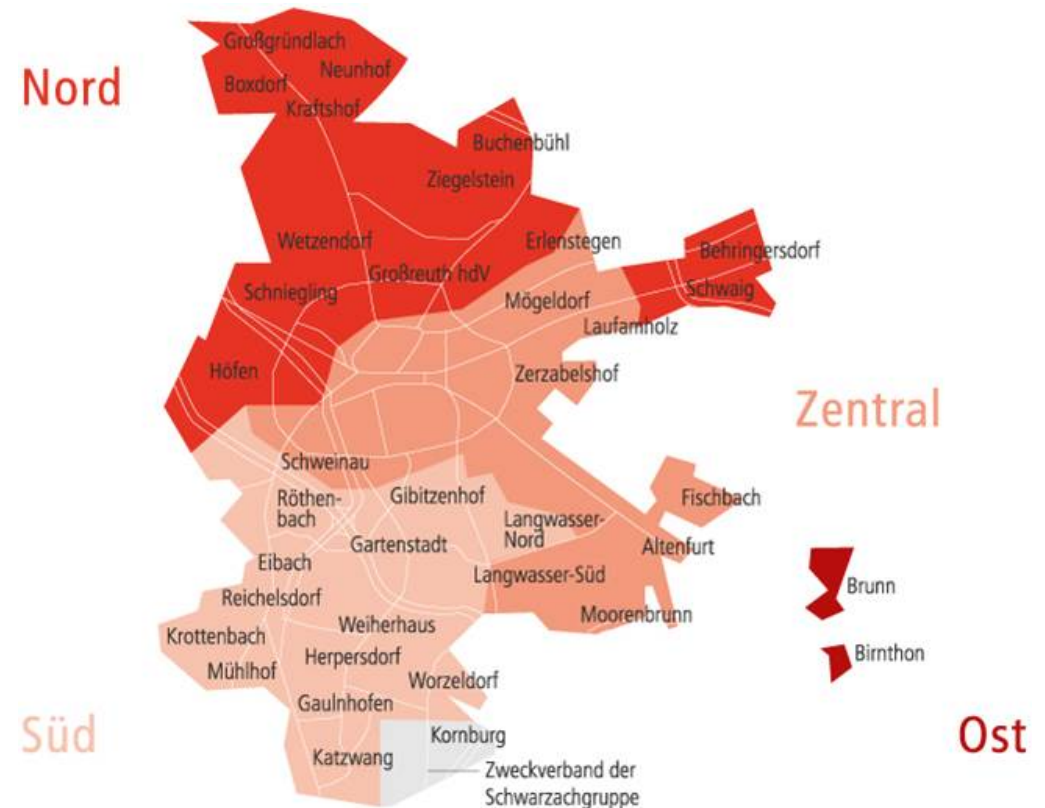 Großgründlach
Neunhof
Nord
Boxdorf
Kraftshof
Buchenbühl
Ziegelstein
Wetzendorf
Erlenstegen
Behringersdorf
Großreuth hdV
Schniegling
Schwaig
Mögeldorf
Laufamholz
Höfen
Zerzabelshof
Zentral
Schweinau
Röthen-
bach
Gibitzenhof
Fischbach
Langwasser-
Nord
Gartenstadt
Altenfurt
Eibach
Langwasser-Süd
Brunn
Reichelsdorf
Moorenbrunn
Weiherhaus
Krottenbach
Birnthon
Herpersdorf
Mühlhof
Worzeldorf
Gaulnhofen
Süd
Ost
Kornburg
Katzwang
Zweckverband der
Schwarzachgruppe